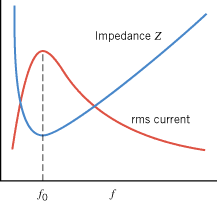 Impedance Z
rms current
f₀
f